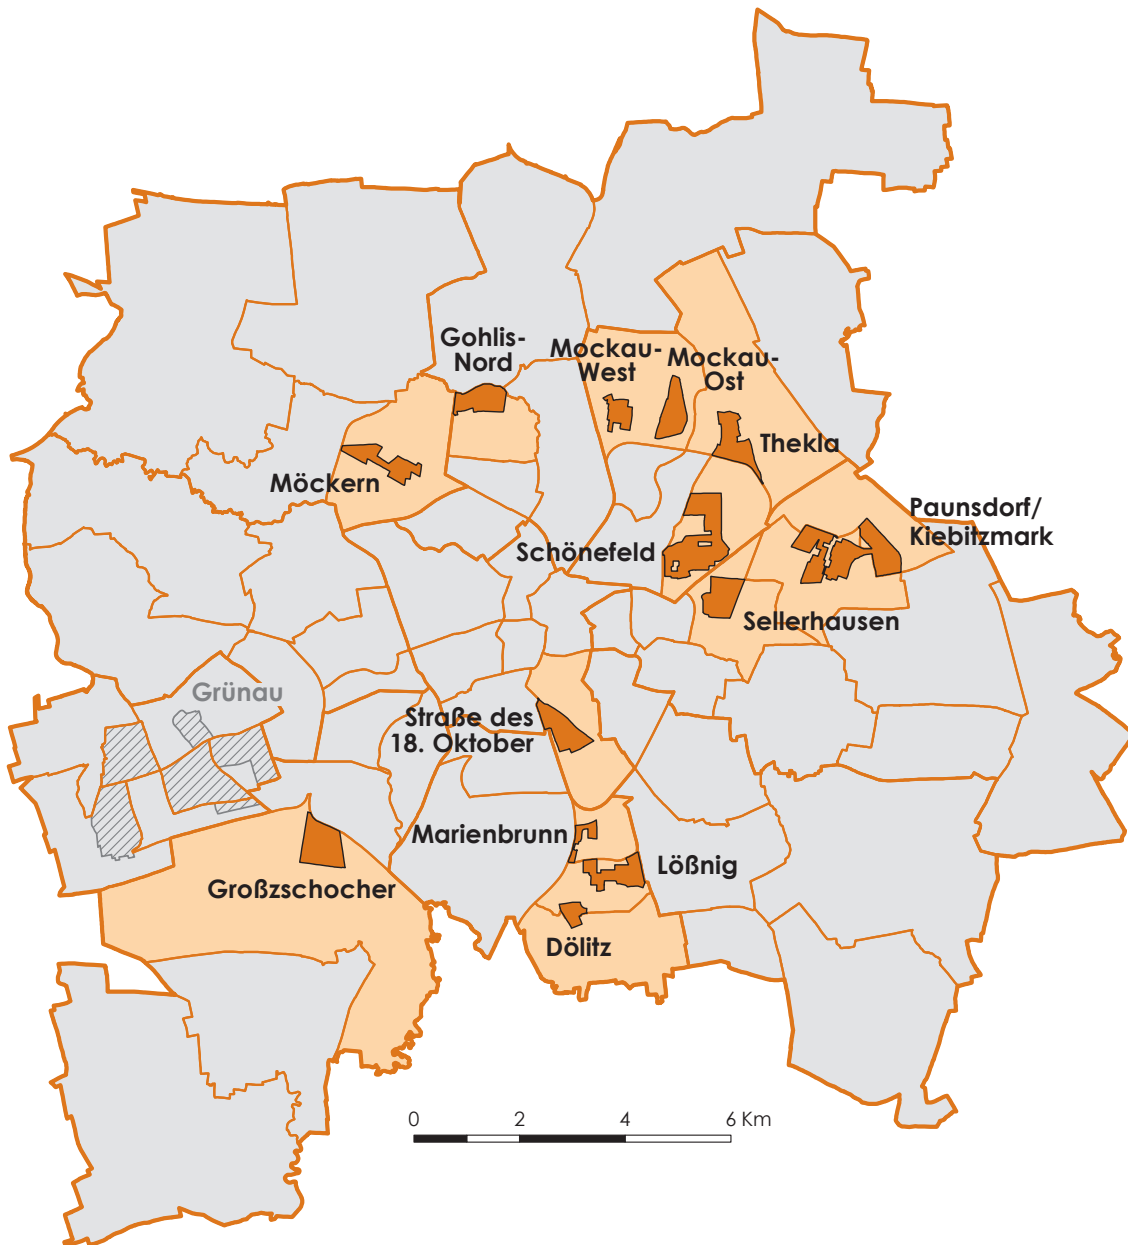 Gohlis-
Nord
Mockau-
West
Mockau-
Ost
Thekla
Möckern
Paunsdorf/
Kiebitzmark
Schönefeld
Sellerhausen
Grünau
Straße des
18. Oktober
Marienbrunn
Lößnig
Großzschocher
Dölitz
0 2 4 6 Km